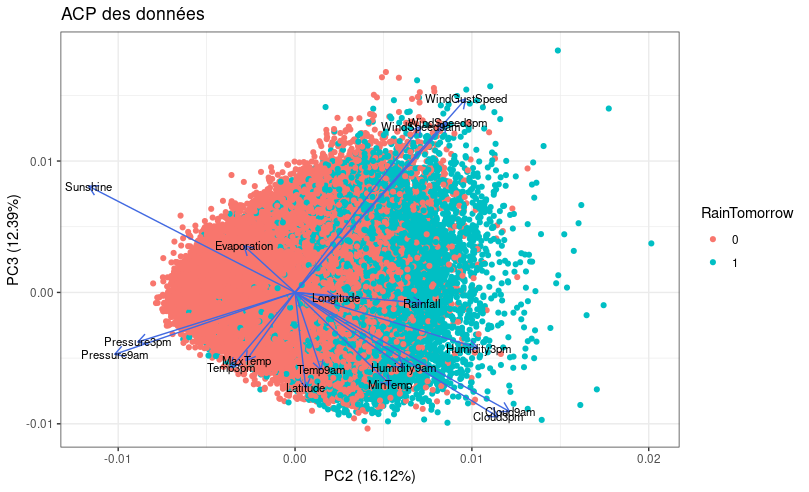 ACP des données
WindGustSpeed
WindSpeed3pm
WindSpeed9am
Sunshine
Evaporation
Longitude
Rainfall
Pressure3pm
Pressure9am
MaxTemp
Temp3pm
Temp9am
Latitude
Humidity3pm
Humidity9am
MinTemp
Cloud9am
Cloud3pm
0.01
0.00
-0.01
PC3 (12.39%)
-0.01
0.00
0.01
0.02
PC2 (16.12%)
RainTomorrow
0
1